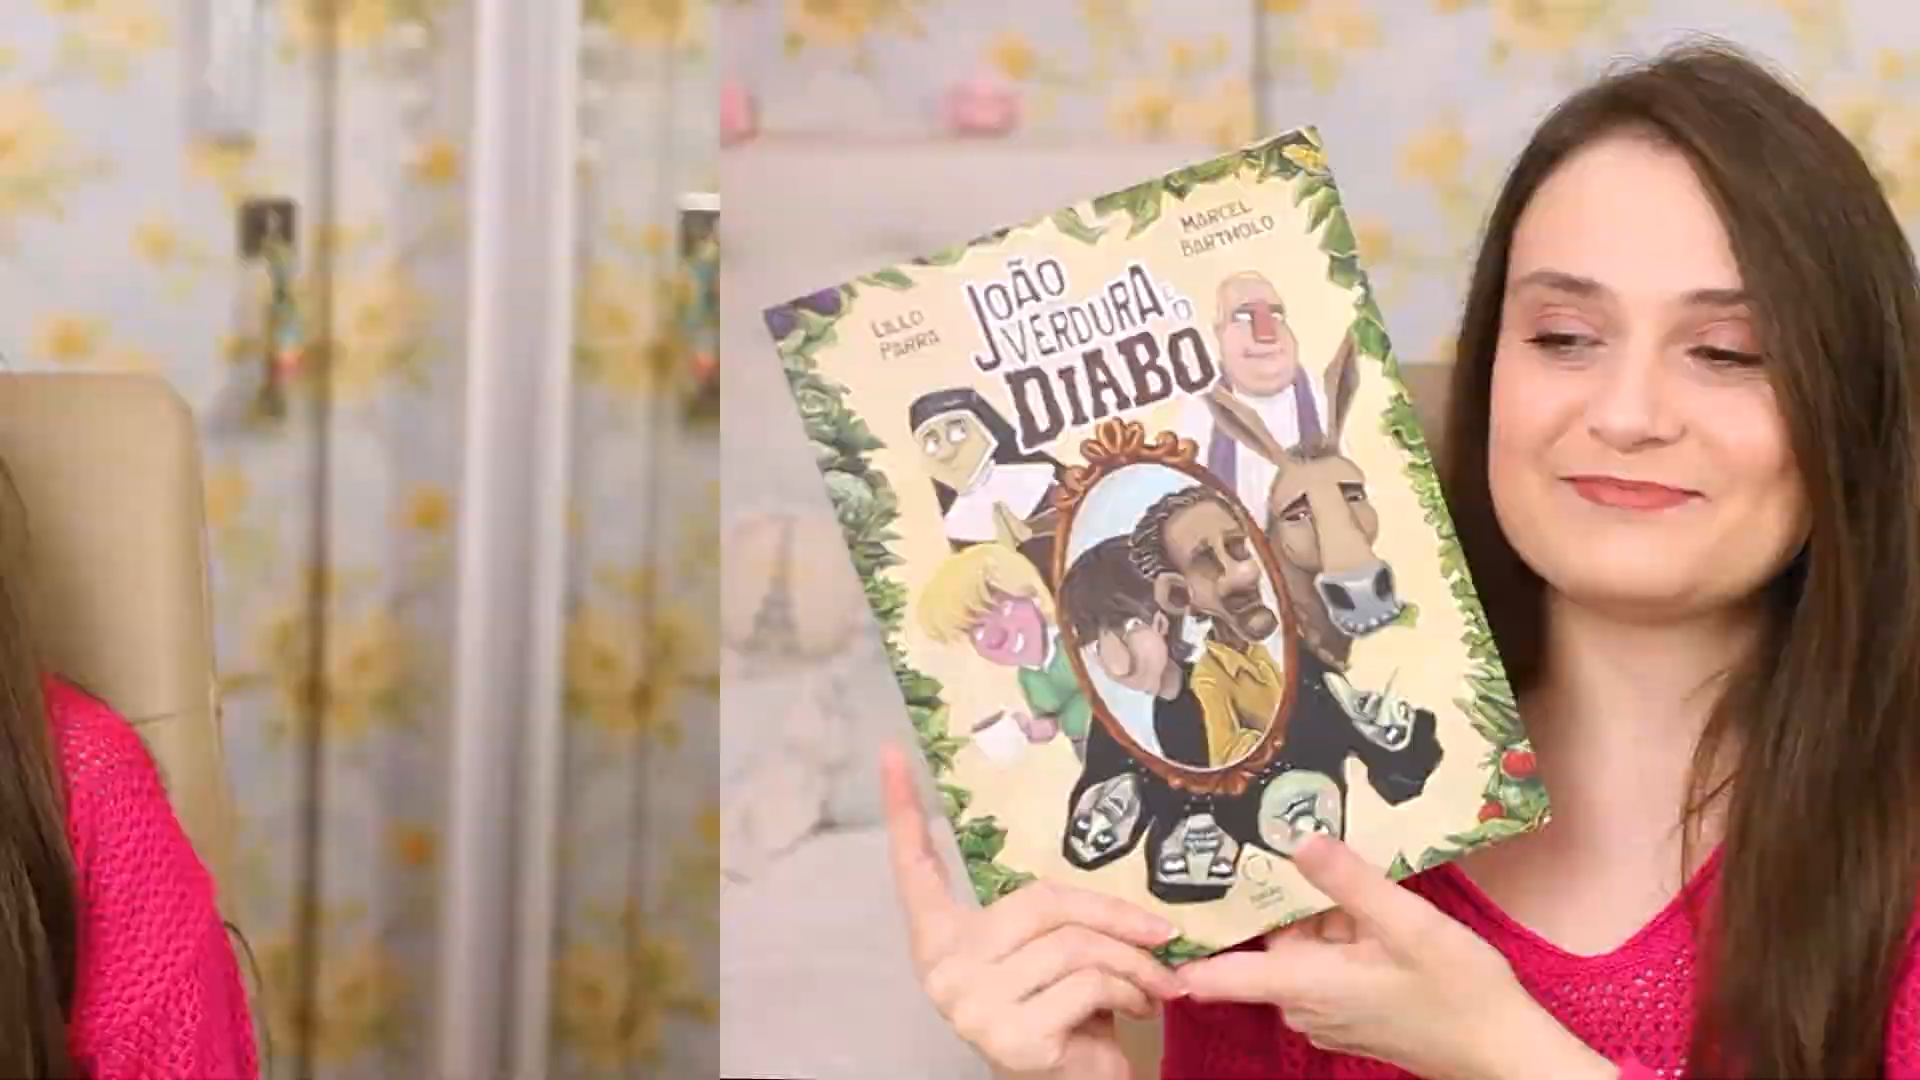 MARCEL
BARTHOLO
LILLO
PARRA
JOÃO
VERDURA E O
DIABO